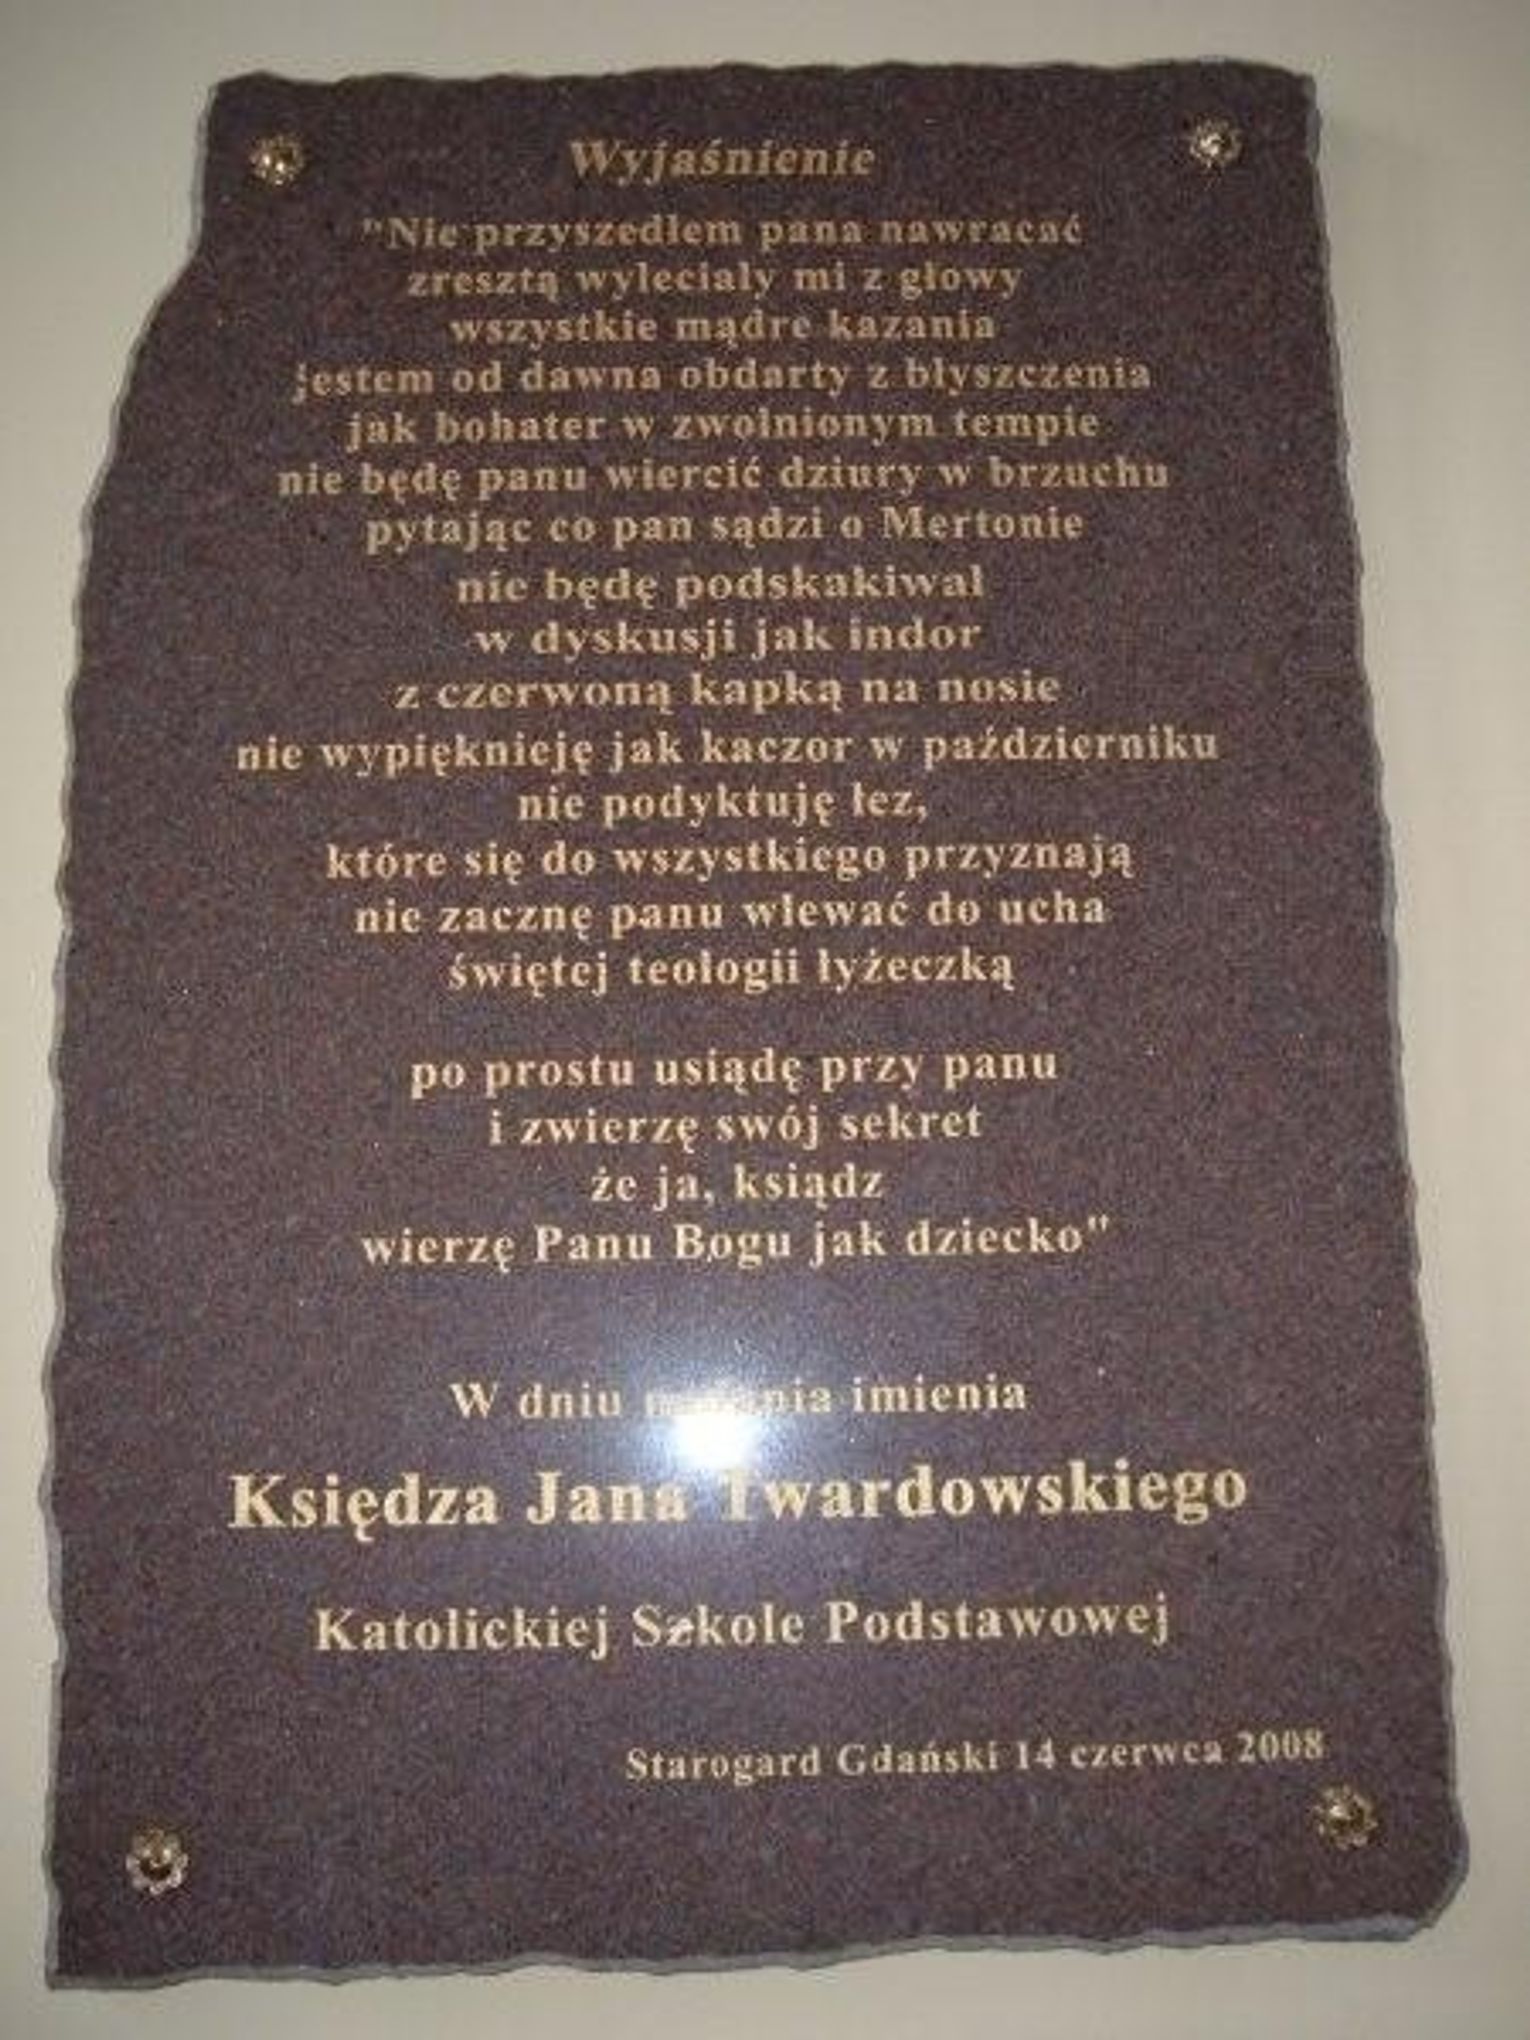 Wyjaśnienie
"Nie przyszedłem pana nawracać
zresztą wyleciały mi z głowy
wszystkie mądre kazania
jestem od dawna obdarty z błyszczenia
jak bohater w zwolnionym tempie
nie będę panu wiercić dziury w brzuchu
pytając co pan sądzi o Mertonie
nie będę podskakiwał
w dyskusji jak indor
z czerwoną kapką na nosie
nie wypięknieję jak kaczor w październiku
nie podyktuję łez,
które się do wszystkiego przyznają
nie zacznę panu wlewać do ucha
świętej teologii łyżeczką
po prostu usiądę przy panu
i zwierzę swój sekret
że ja, ksiądz
wierzę Panu Bogu jak dziecko"
W dniu imienia
Księdza Jana Twardowskiego
Katolickiej Szkole Podstawowej
Starogard Gdański 14 czerwca 2008